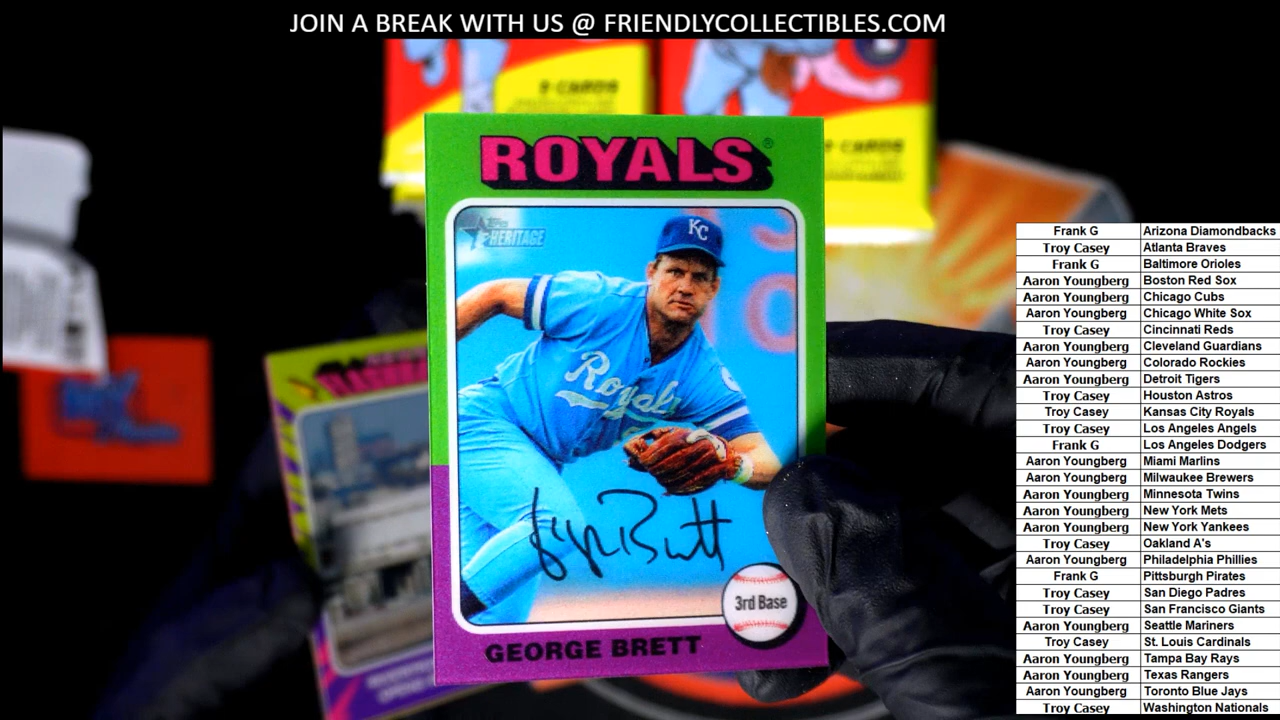 JOIN A BREAK WITH US @ FRIENDLYCOLLECTIBLES.COM
7 CARDS
7 CARDS
ROYALS®
TOPPS HERITAGE
KC
Royals
George Brett
3rd Base
GEORGE BRETT
Frank G Arizona Diamondbacks
Troy Casey Atlanta Braves
Frank G Baltimore Orioles
Aaron Youngberg Boston Red Sox
Aaron Youngberg Chicago Cubs
Aaron Youngberg Chicago White Sox
Troy Casey Cincinnati Reds
Aaron Youngberg Cleveland Guardians
Aaron Youngberg Colorado Rockies
Aaron Youngberg Detroit Tigers
Troy Casey Houston Astros
Troy Casey Kansas City Royals
Troy Casey Los Angeles Angels
Frank G Los Angeles Dodgers
Aaron Youngberg Miami Marlins
Aaron Youngberg Milwaukee Brewers
Aaron Youngberg Minnesota Twins
Aaron Youngberg New York Mets
Aaron Youngberg New York Yankees
Troy Casey Oakland A's
Aaron Youngberg Philadelphia Phillies
Frank G Pittsburgh Pirates
Troy Casey San Diego Padres
Troy Casey San Francisco Giants
Aaron Youngberg Seattle Mariners
Troy Casey St. Louis Cardinals
Aaron Youngberg Tampa Bay Rays
Aaron Youngberg Texas Rangers
Aaron Youngberg Toronto Blue Jays
Troy Casey Washington Nationals